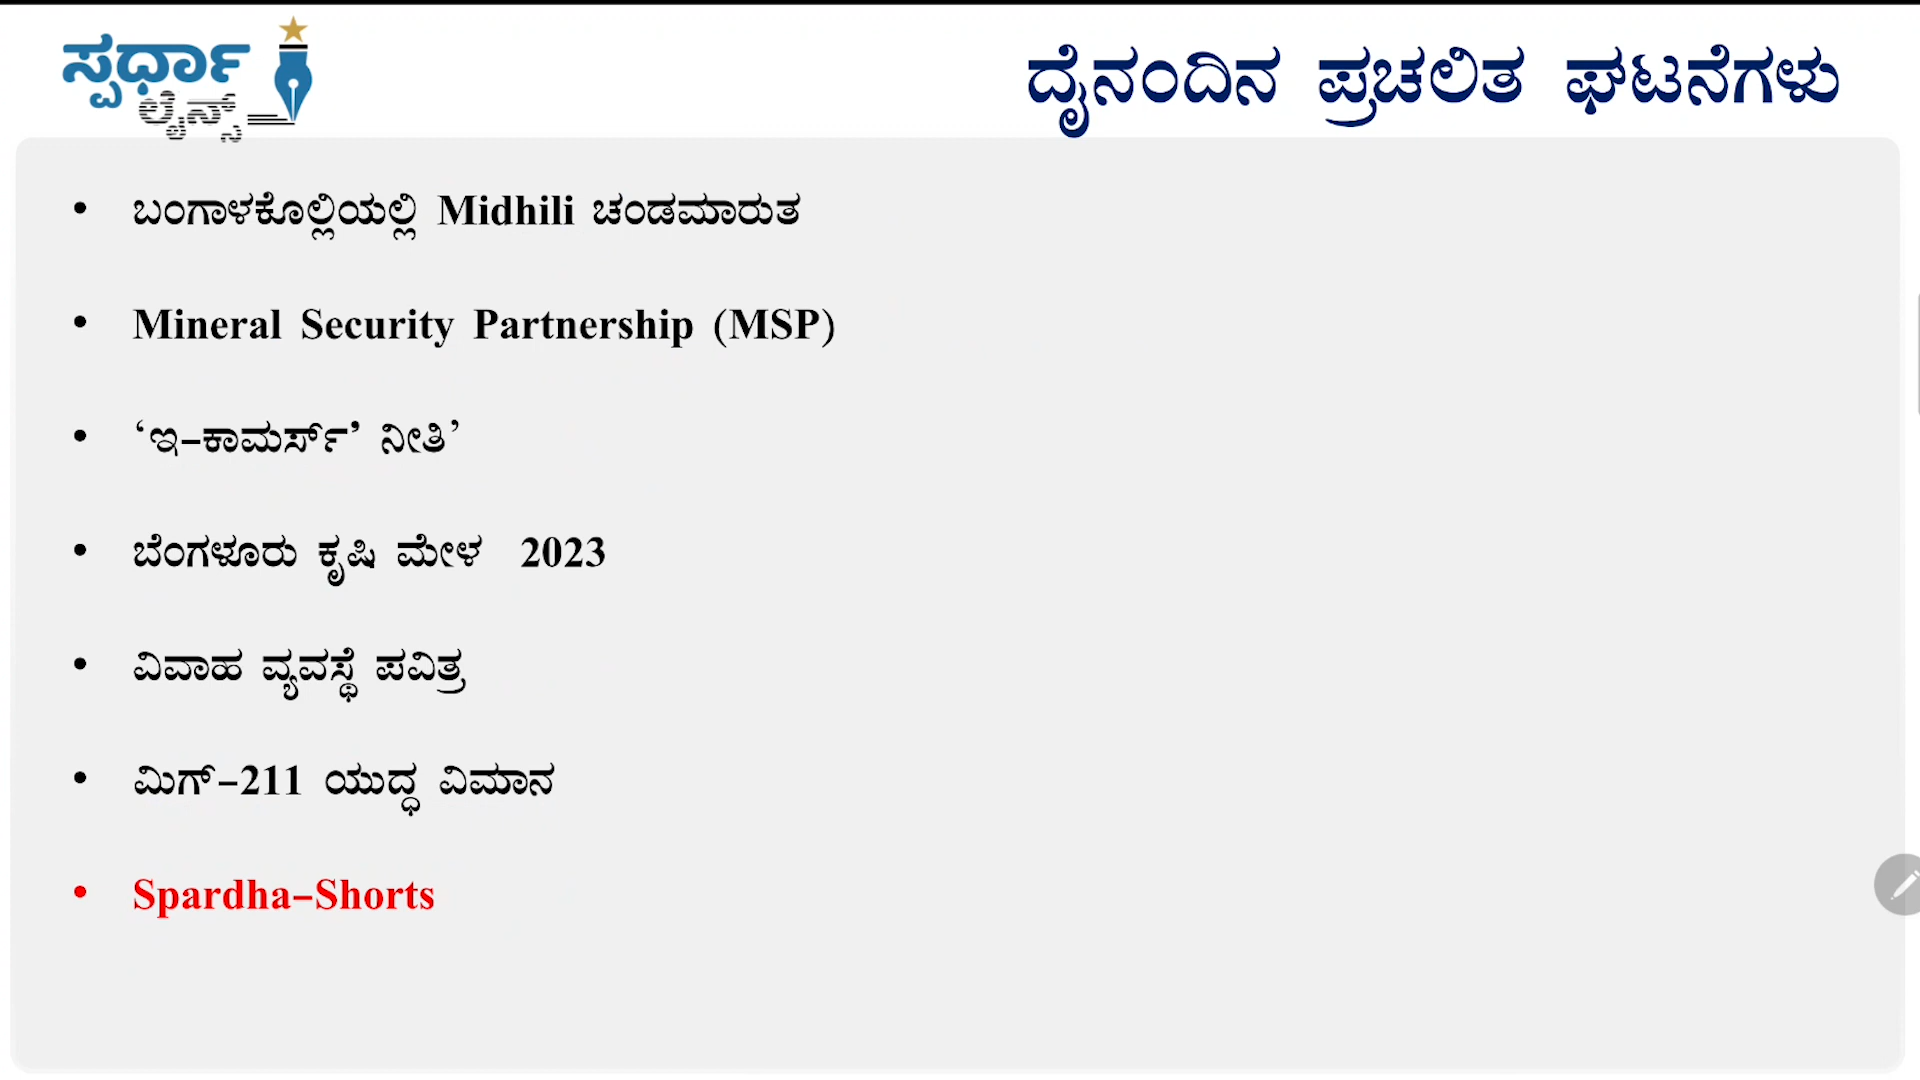 ಸ್ಪರ್ಧಾ
ಲೈನ್ಸ್
ದೈನಂದಿನ ಪ್ರಚಲಿತ ಘಟನೆಗಳು
• ಬಂಗಾಳಕೊಲ್ಲಿಯಲ್ಲಿ Midhili ಚಂಡಮಾರುತ
• Mineral Security Partnership (MSP)
• ‘ಇ-ಕಾಮರ್ಸ್’ ನೀತಿ’
• ಬೆಂಗಳೂರು ಕೃಷಿ ಮೇಳ 2023
• ವಿವಾಹ ವ್ಯವಸ್ಥೆ ಪವಿತ್ರ
• ಮಿಗ್-211 ಯುದ್ಧ ವಿಮಾನ
• Spardha-Shorts